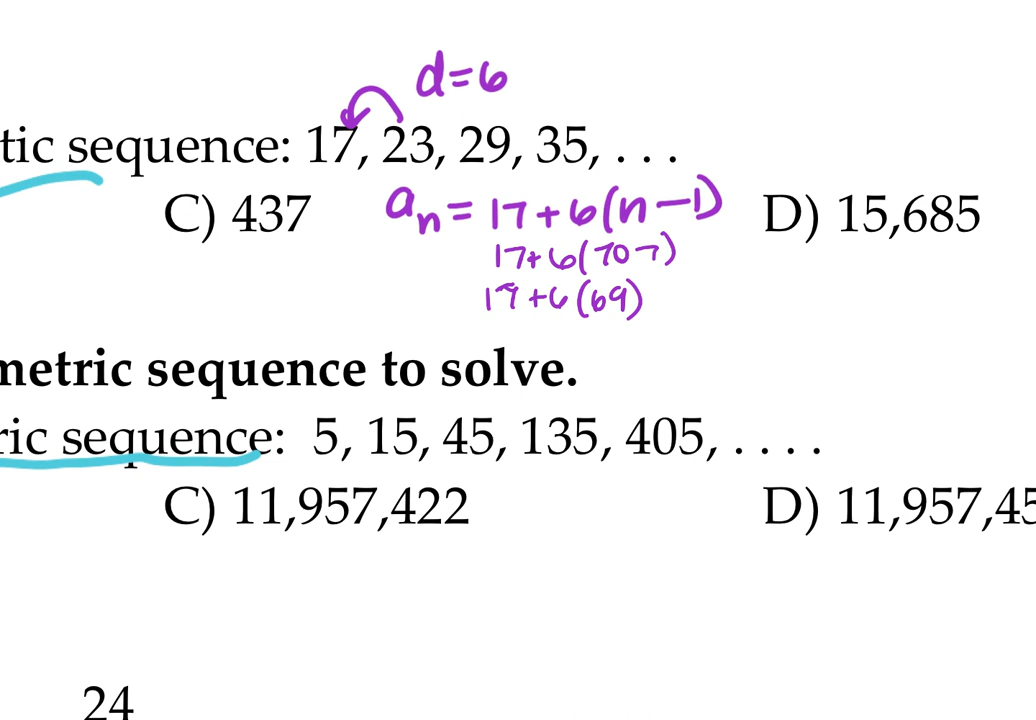 d=6
tic sequence: 17, 23, 29, 35, . . .
C) 437 aₙ = 17+6(n-1) D) 15,685
17+6(70-1)
17+6(69)
metric sequence to solve.
ric sequence: 5, 15, 45, 135, 405, . . . .
C) 11,957,422 D) 11,957,45
24